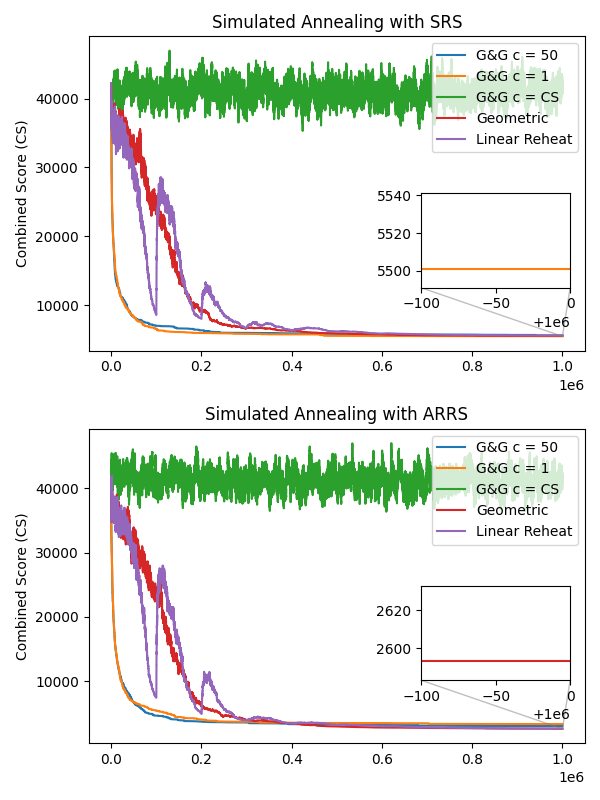 Simulated Annealing with SRS
G&G c = 50
G&G c = 1
G&G c = CS
Geometric
Linear Reheat
Combined Score (CS)
40000
30000
20000
10000
5540
5520
5500
−100
−50
0
+1e6
0.0
0.2
0.4
0.6
0.8
1.0
1e6
Simulated Annealing with ARRS
G&G c = 50
G&G c = 1
G&G c = CS
Geometric
Linear Reheat
Combined Score (CS)
40000
30000
20000
10000
2620
2600
−100
−50
0
+1e6
0.0
0.2
0.4
0.6
0.8
1.0
1e6